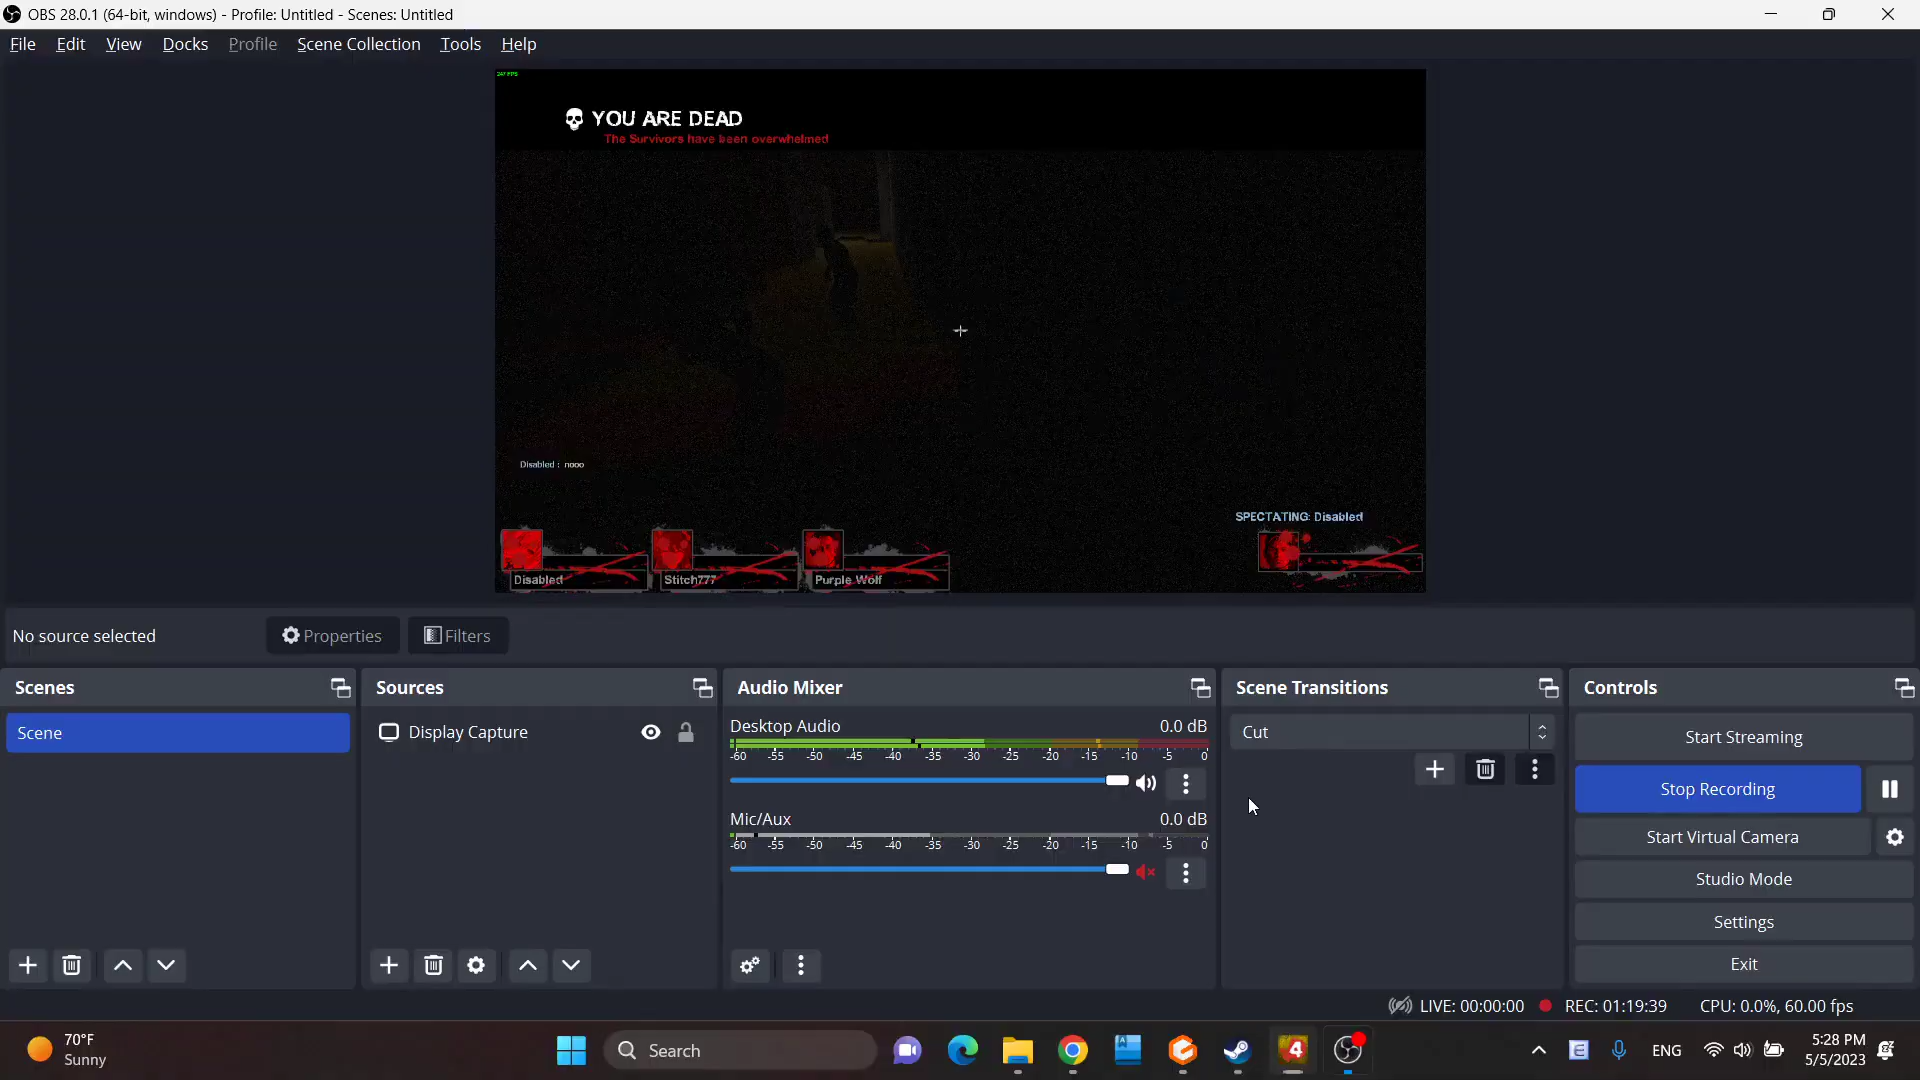 OBS 28.0.1 (64-bit, windows) - Profile: Untitled - Scenes: Untitled
File Edit View Docks Profile Scene Collection Tools Help
247 FPS
YOU ARE DEAD
The Survivors have been overwhelmed
Disabled : nooo
SPECTATING: Disabled
Disabled Stitch777 Purple Wolf
No source selected Properties Filters
Scenes
Scene
Sources
Display Capture
Audio Mixer
Desktop Audio 0.0 dB
-60 -55 -50 -45 -40 -35 -30 -25 -20 -15 -10 -5 0
Mic/Aux 0.0 dB
-60 -55 -50 -45 -40 -35 -30 -25 -20 -15 -10 -5 0
Scene Transitions
Cut
Controls
Start Streaming
Stop Recording
Start Virtual Camera
Studio Mode
Settings
Exit
LIVE: 00:00:00 REC: 01:19:39 CPU: 0.0%, 60.00 fps
70°F
Sunny
Search
4
ENG
5:28 PM
5/5/2023